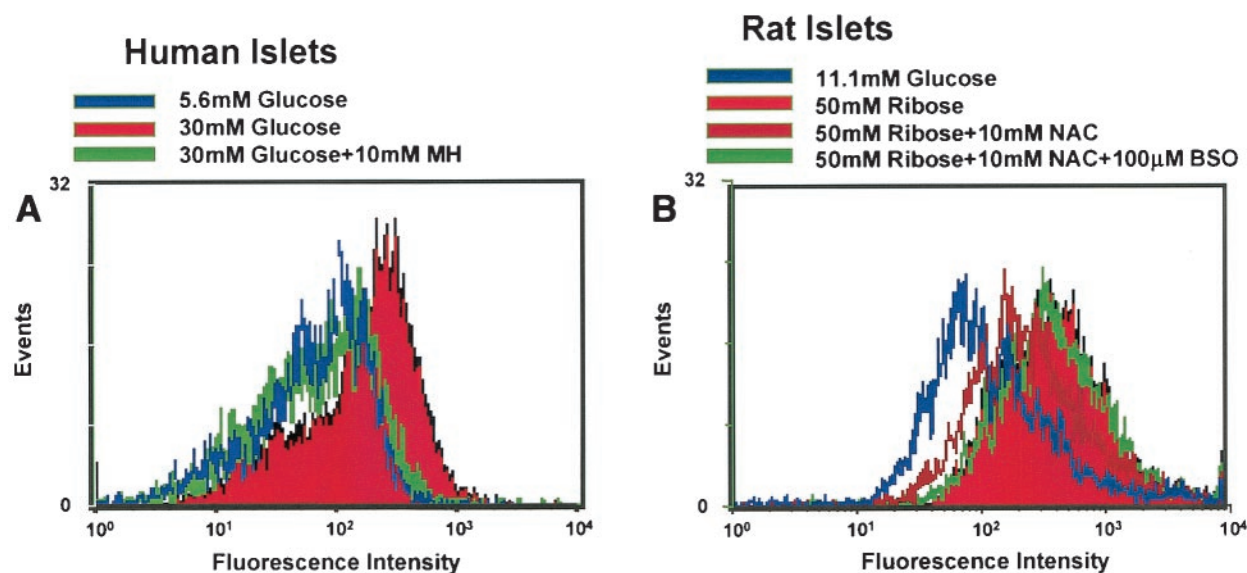 Human Islets
5.6mM Glucose
30mM Glucose
30mM Glucose+10mM MH
A
32
Events
0
10⁰ 10¹ 10² 10³ 10⁴
Fluorescence Intensity
Rat Islets
11.1mM Glucose
50mM Ribose
50mM Ribose+10mM NAC
50mM Ribose+10mM NAC+100µM BSO
B
32
Events
0
10⁰ 10¹ 10² 10³ 10⁴
Fluorescence Intensity